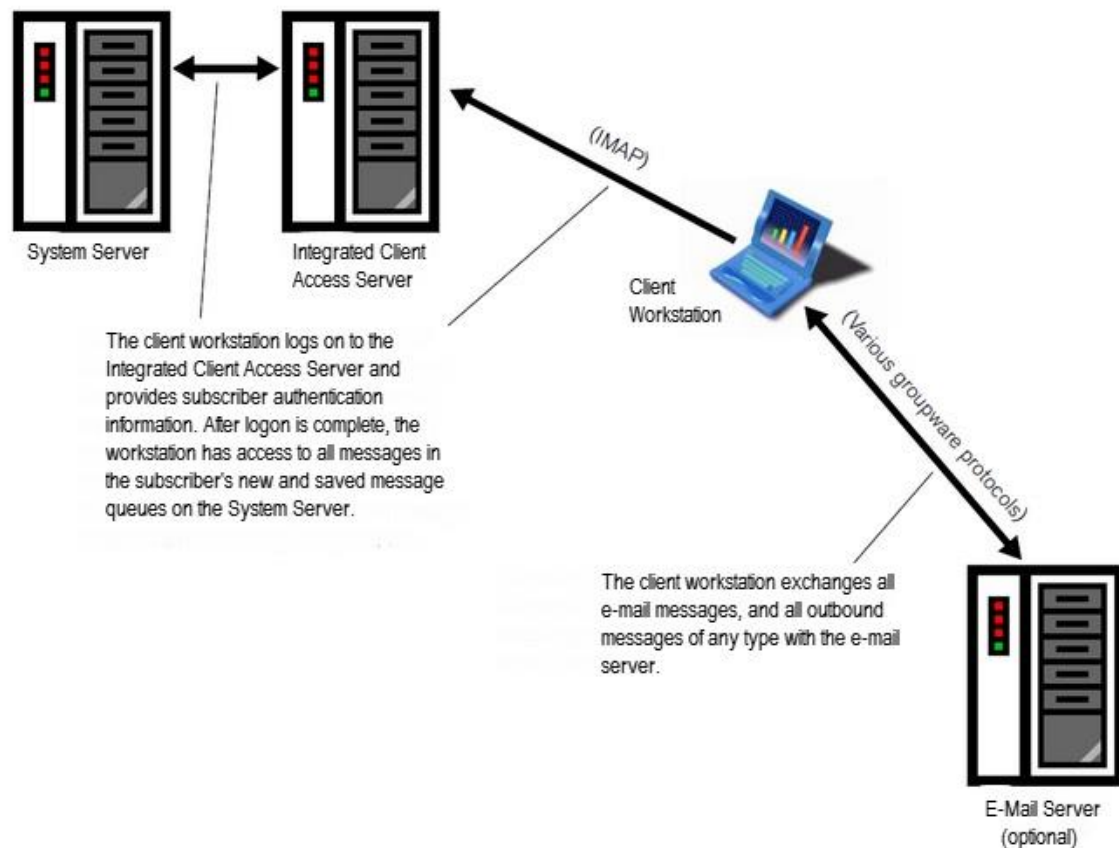 System Server
Integrated Client
Access Server
(IMAP)
Client
Workstation
The client workstation logs on to the
Integrated Client Access Server and
provides subscriber authentication
information. After logon is complete, the
workstation has access to all messages in
the subscriber's new and saved message
queues on the System Server.
(Various groupware protocols)
The client workstation exchanges all
e-mail messages, and all outbound
messages of any type with the e-mail
server.
E-Mail Server
(optional)